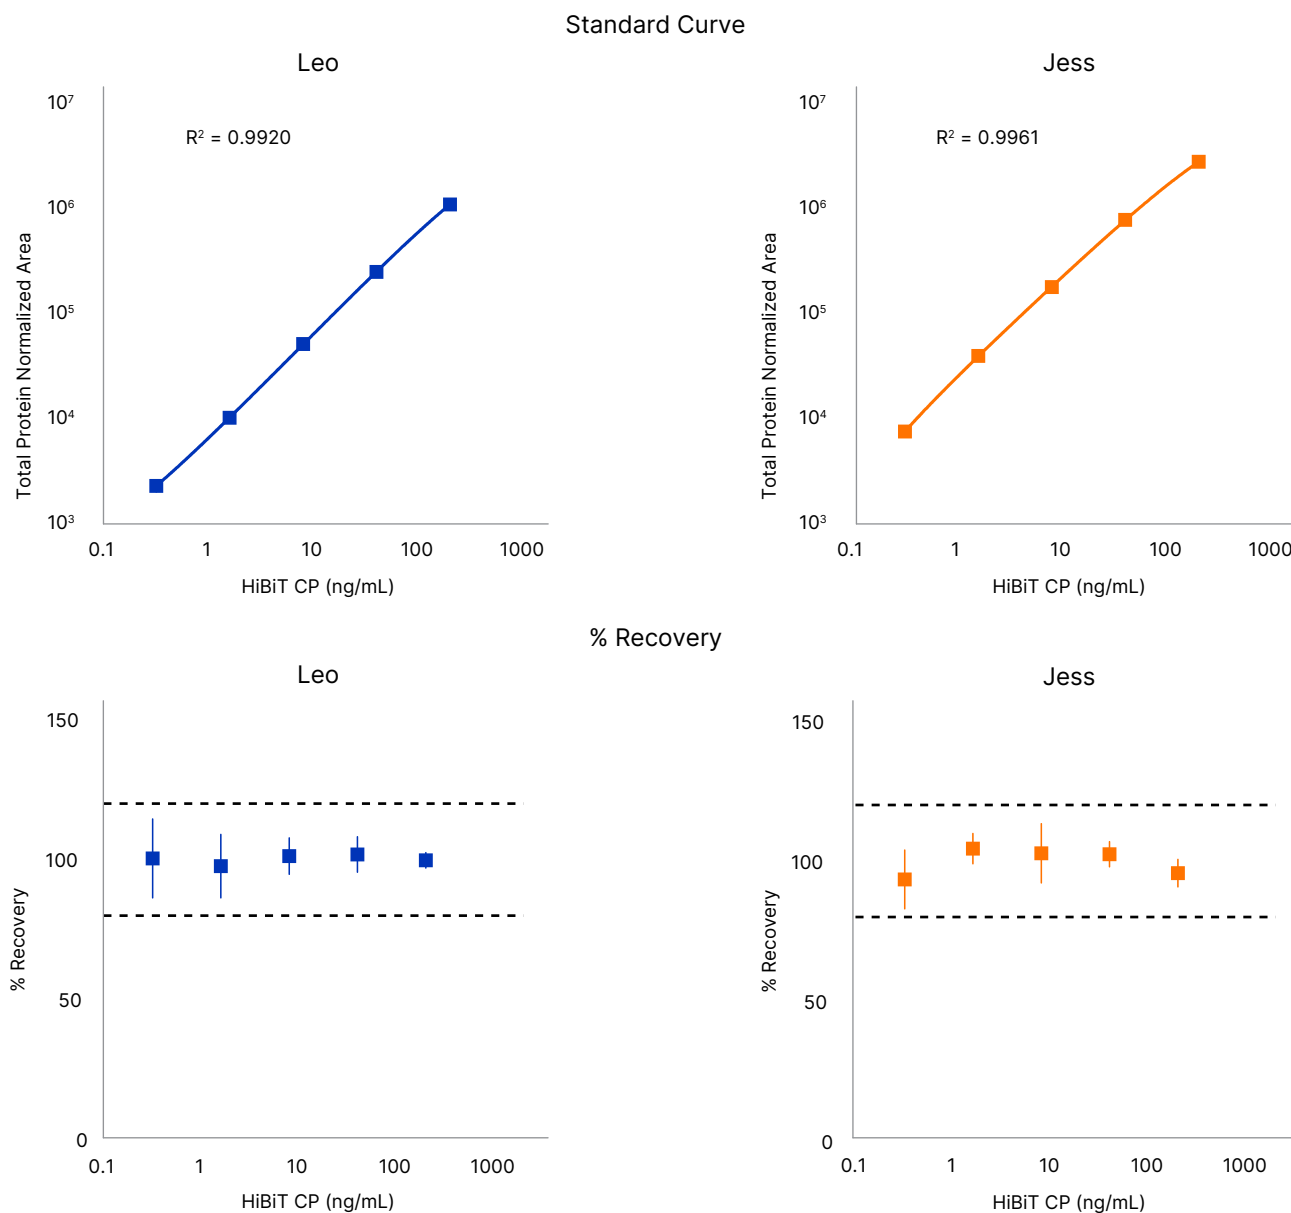 Standard Curve
Leo
Total Protein Normalized Area
10⁷
10⁶
10⁵
10⁴
10³
R² = 0.9920
0.1 1 10 100 1000
HiBiT CP (ng/mL)
Jess
Total Protein Normalized Area
10⁷
10⁶
10⁵
10⁴
10³
R² = 0.9961
0.1 1 10 100 1000
HiBiT CP (ng/mL)
% Recovery
Leo
% Recovery
150
100
50
0
0.1 1 10 100 1000
HiBiT CP (ng/mL)
Jess
% Recovery
150
100
50
0
0.1 1 10 100 1000
HiBiT CP (ng/mL)